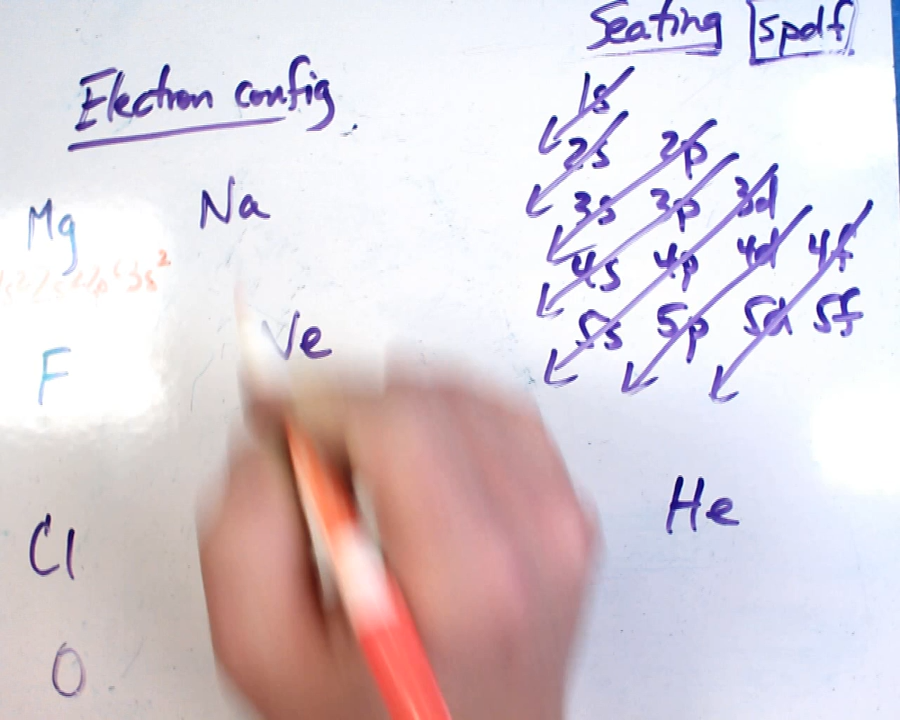 Seating spdf
Electron config.
1s
2s 2p
3s 3p 3d
4s 4p 4d 4f
5s 5p 5d 5f
Mg Na
1s²2s²2p⁶3s²
F
He
Cl
O